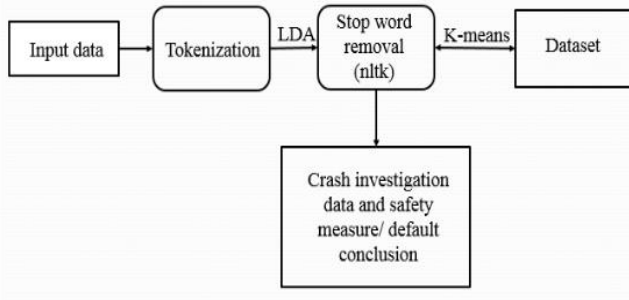 Input data
Tokenization
LDA
Stop word
removal
(nltk)
K-means
Dataset
Crash investigation
data and safety
measure/ default
conclusion